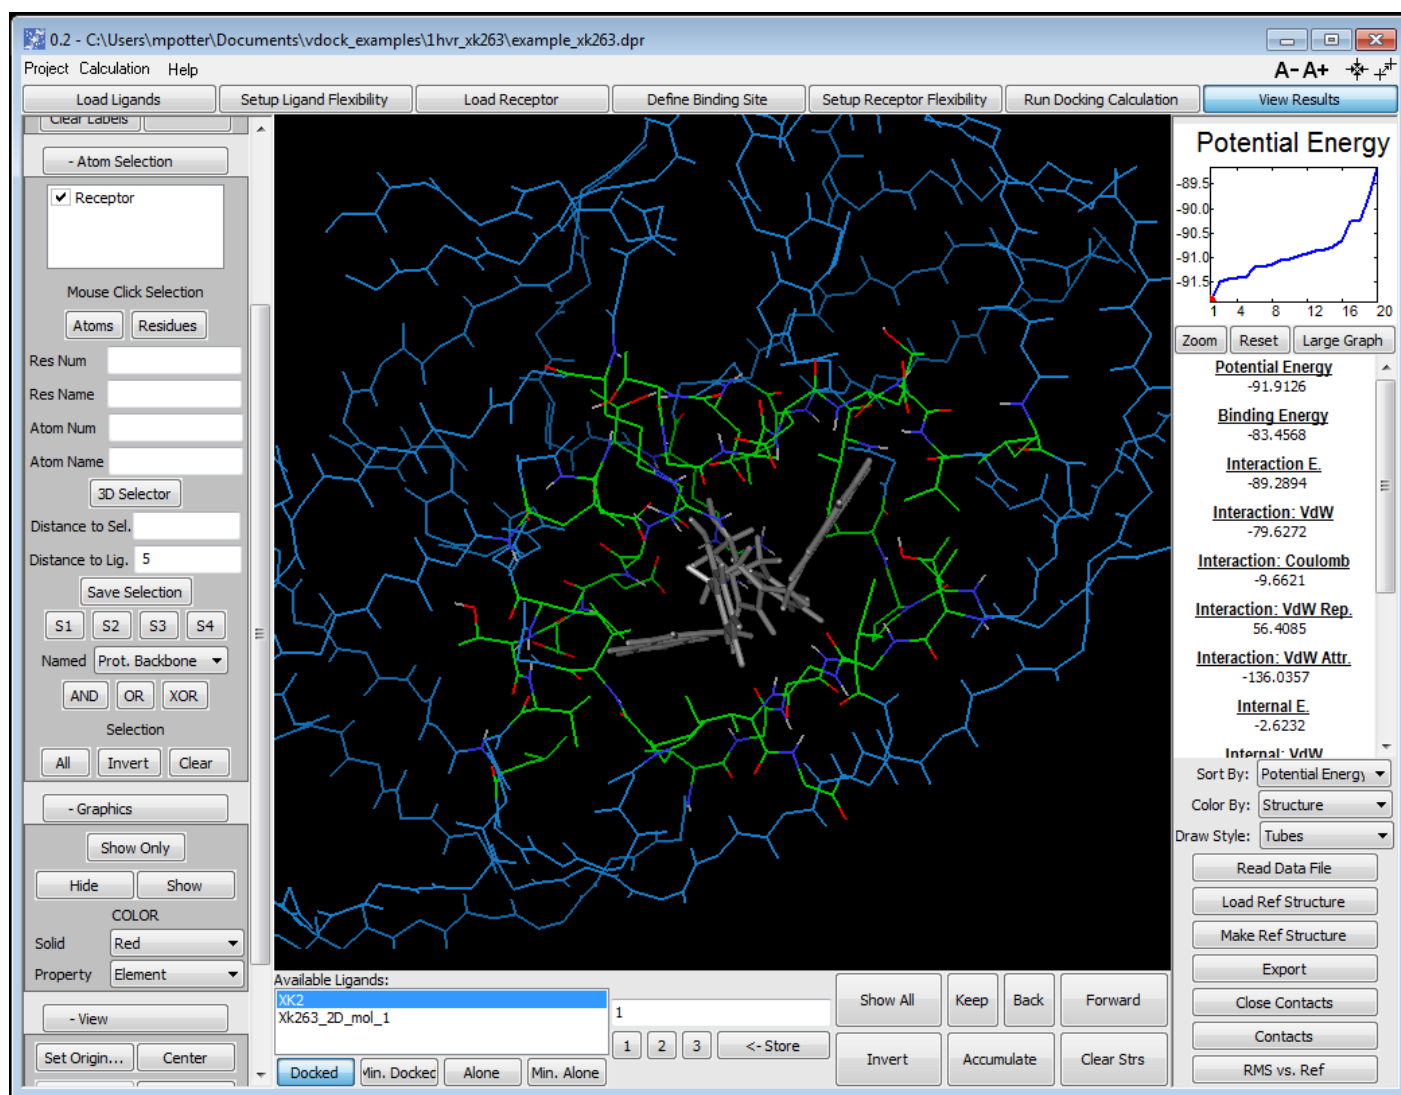 0.2 - C:\Users\mpotter\Documents\vdock_examples\1hvr_xk263\example_xk263.dpr
Project Calculation Help
A- A+
Load Ligands Setup Ligand Flexibility Load Receptor Define Binding Site Setup Receptor Flexibility Run Docking Calculation View Results
Clear Labels
- Atom Selection
Receptor
Mouse Click Selection
Atoms Residues
Res Num
Res Name
Atom Num
Atom Name
3D Selector
Distance to Sel.
Distance to Lig. 5
Save Selection
S1 S2 S3 S4
Named Prot. Backbone
AND OR XOR
Selection
All Invert Clear
- Graphics
Show Only
Hide Show
COLOR
Solid Red
Property Element
- View
Set Origin... Center
Available Ligands:
XK2
Xk263_2D_mol_1
Docked Min. Docked Alone Min. Alone
1
1 2 3 <- Store
Show All Keep Back Forward
Invert Accumulate Clear Strs
Potential Energy
-89.5
-90.0
-90.5
-91.0
-91.5
1 4 8 12 16 20
Zoom Reset Large Graph
Potential Energy
-91.9126
Binding Energy
-83.4568
Interaction E.
-89.2894
Interaction: VdW
-79.6272
Interaction: Coulomb
-9.6621
Interaction: VdW Rep.
56.4085
Interaction: VdW Attr.
-136.0357
Internal E.
-2.6232
Internal: VdW
Sort By: Potential Energy
Color By: Structure
Draw Style: Tubes
Read Data File
Load Ref Structure
Make Ref Structure
Export
Close Contacts
Contacts
RMS vs. Ref